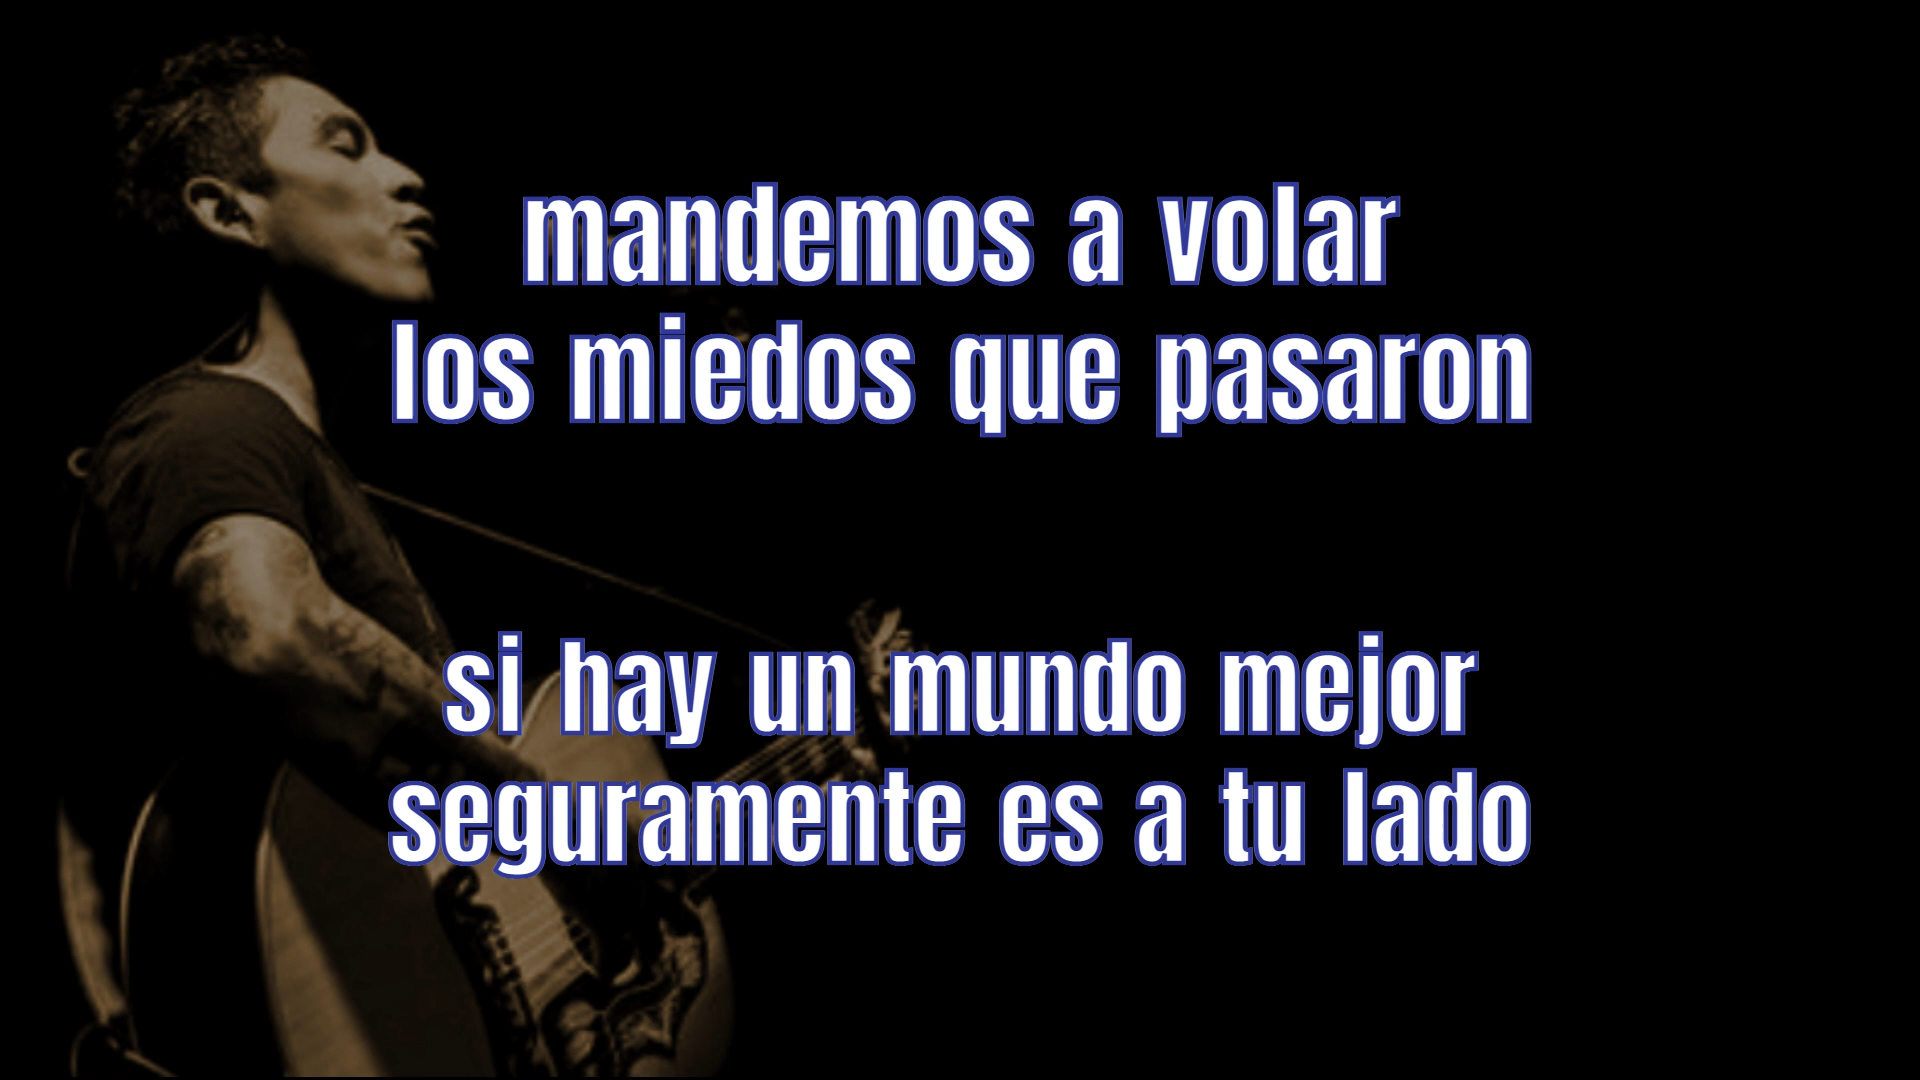 mandemos a volar
los miedos que pasaron
si hay un mundo mejor
seguramente es a tu lado